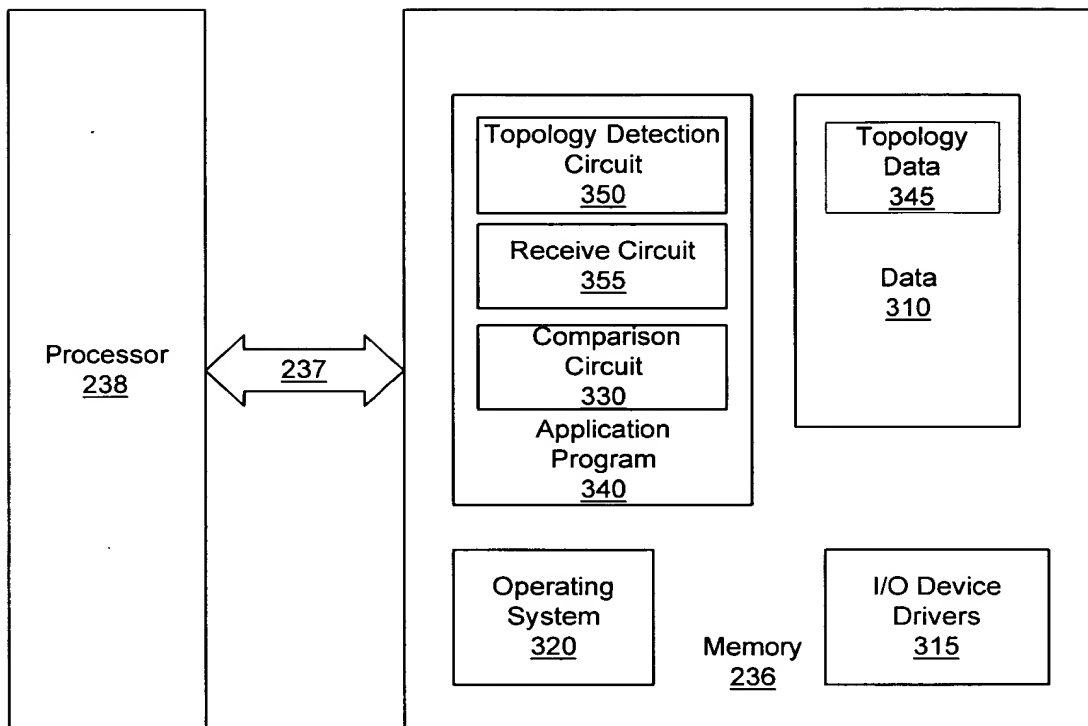 Processor
238
237
Topology Detection
Circuit
350
Receive Circuit
355
Comparison
Circuit
330
Application
Program
340
Topology
Data
345
Data
310
Operating
System
320
Memory
236
I/O Device
Drivers
315